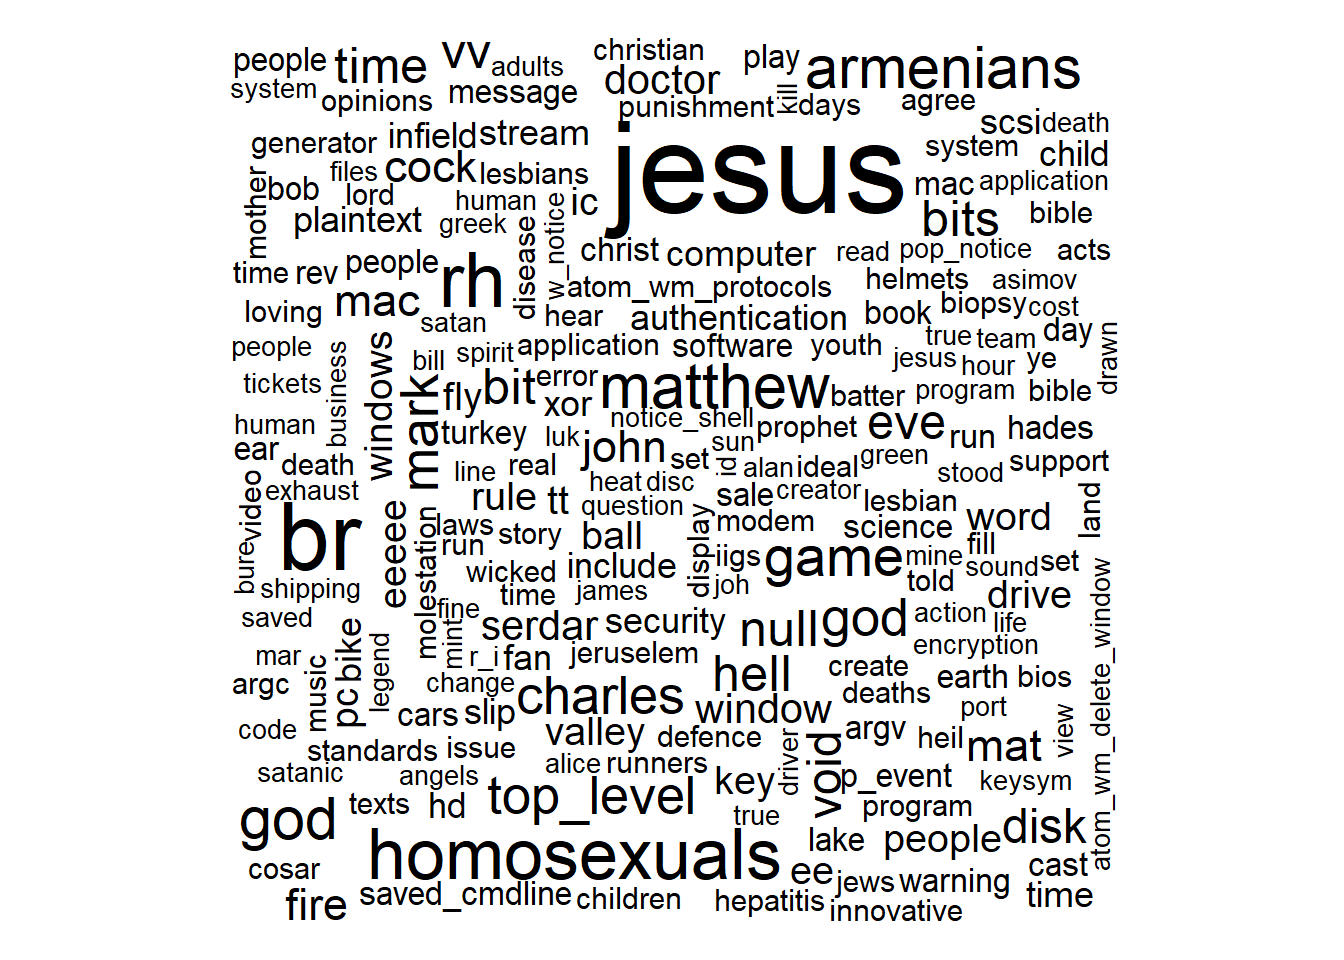 people time vv adults christian doctor play armenians
system opinions message punishment kill days agree
generator infield stream jesus scsi death
files cock lesbians system child
mother bob lord human ic mac application
plaintext greek w_notice bits bible
disease christ computer read pop_notice acts
time rev people rh atom_wm_protocols helmets asimov
loving mac satan hear authentication book biopsy cost
people business windows bill spirit application software youth true team day drawn
tickets mark fly bit error matthew jesus hour ye
human xor batter program bible
ear turkey luk john notice_shell sun prophet eve run hades
death line real set id alan ideal green stood support
video exhaust rule tt heat disc sale creator lesbian land
br eeeee laws story question display modem science word
bure run ball iigs game mine fill
shipping molestation wicked include joh told sound set
saved fine time james null god action drive atom_wm_delete_window
mar bike mint serdar security life
argc music legend r_i fan jeruselem hell create encryption
pc change charles deaths earth bios
code cars slip window argv port view
standards issue valley defence driver void heil mat
satanic angels alice runners key p_event keysym
god texts hd top_level true program disk
homosexuals lake people
cosar ee jews warning cast
fire saved_cmdline children hepatitis innovative time